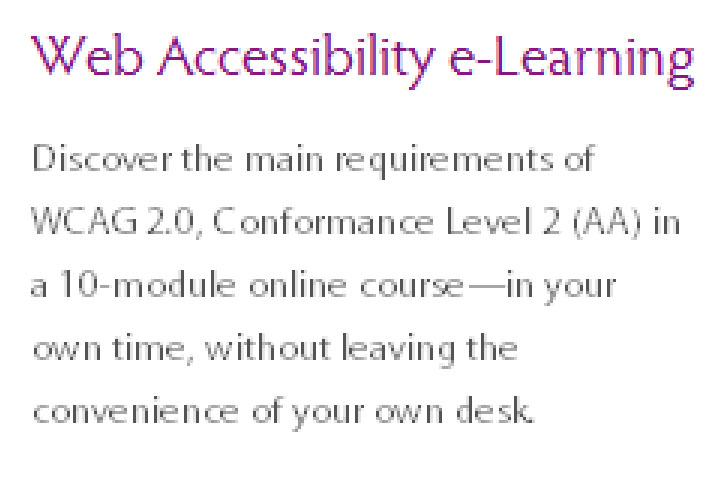 Web Accessibility e-Learning
Discover the main requirements of
WCAG 2.0, Conformance Level 2 (AA) in
a 10-module online course—in your
own time, without leaving the
convenience of your own desk.